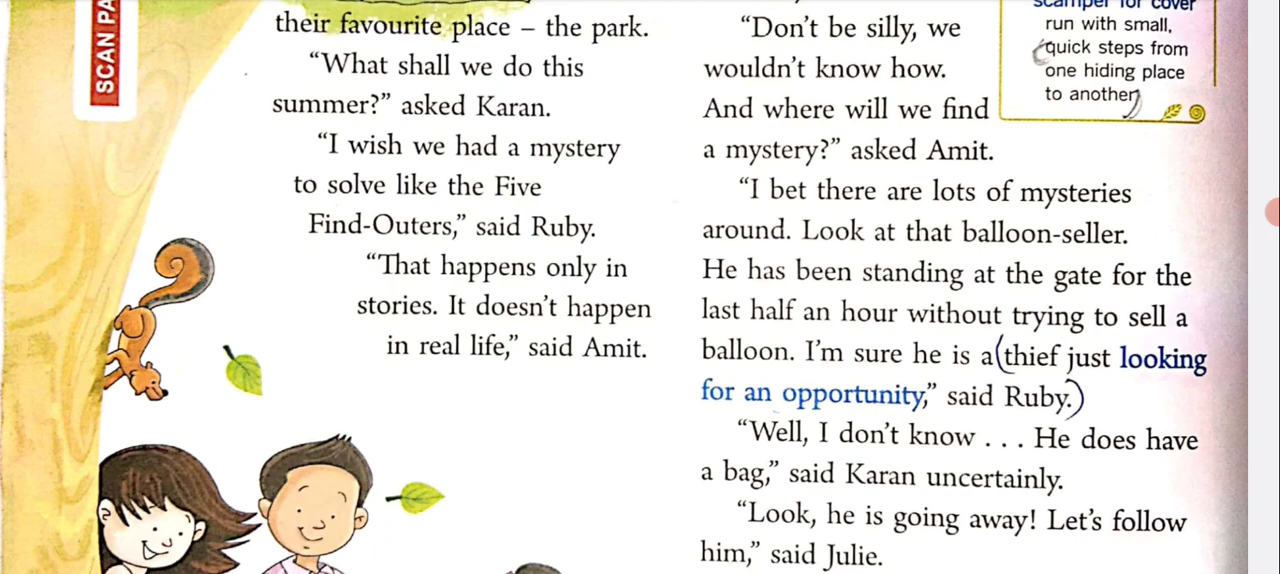 SCAN PA
their favourite place – the park.
“What shall we do this
summer?” asked Karan.
“I wish we had a mystery
to solve like the Five
Find-Outers,” said Ruby.
“That happens only in
stories. It doesn’t happen
in real life,” said Amit.
“Don’t be silly, we
wouldn’t know how.
And where will we find
a mystery?” asked Amit.
“I bet there are lots of mysteries
around. Look at that balloon-seller.
He has been standing at the gate for the
last half an hour without trying to sell a
balloon. I’m sure he is a (thief just looking
for an opportunity,” said Ruby.)
“Well, I don’t know . . . He does have
a bag,” said Karan uncertainly.
“Look, he is going away! Let’s follow
him,” said Julie.
scamper for cover
run with small,
quick steps from
one hiding place
to another